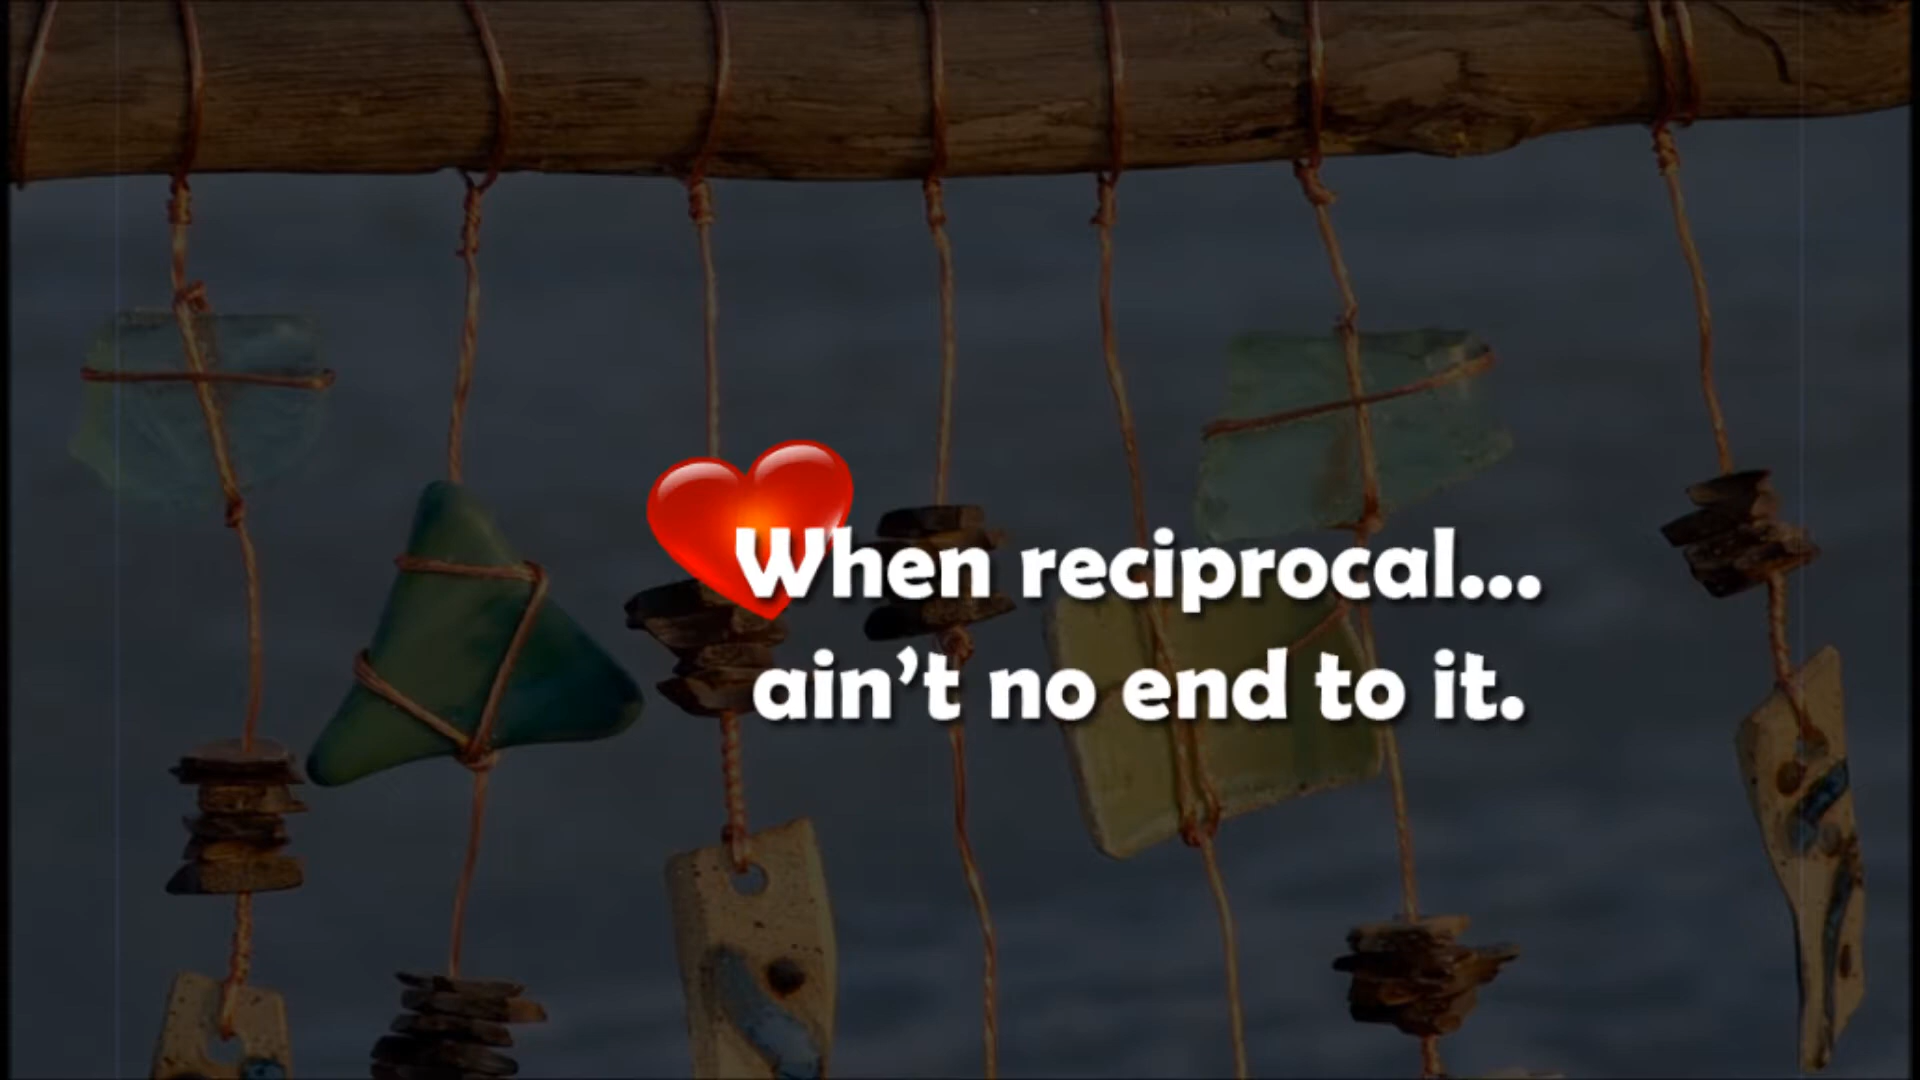 When reciprocal...
ain’t no end to it.